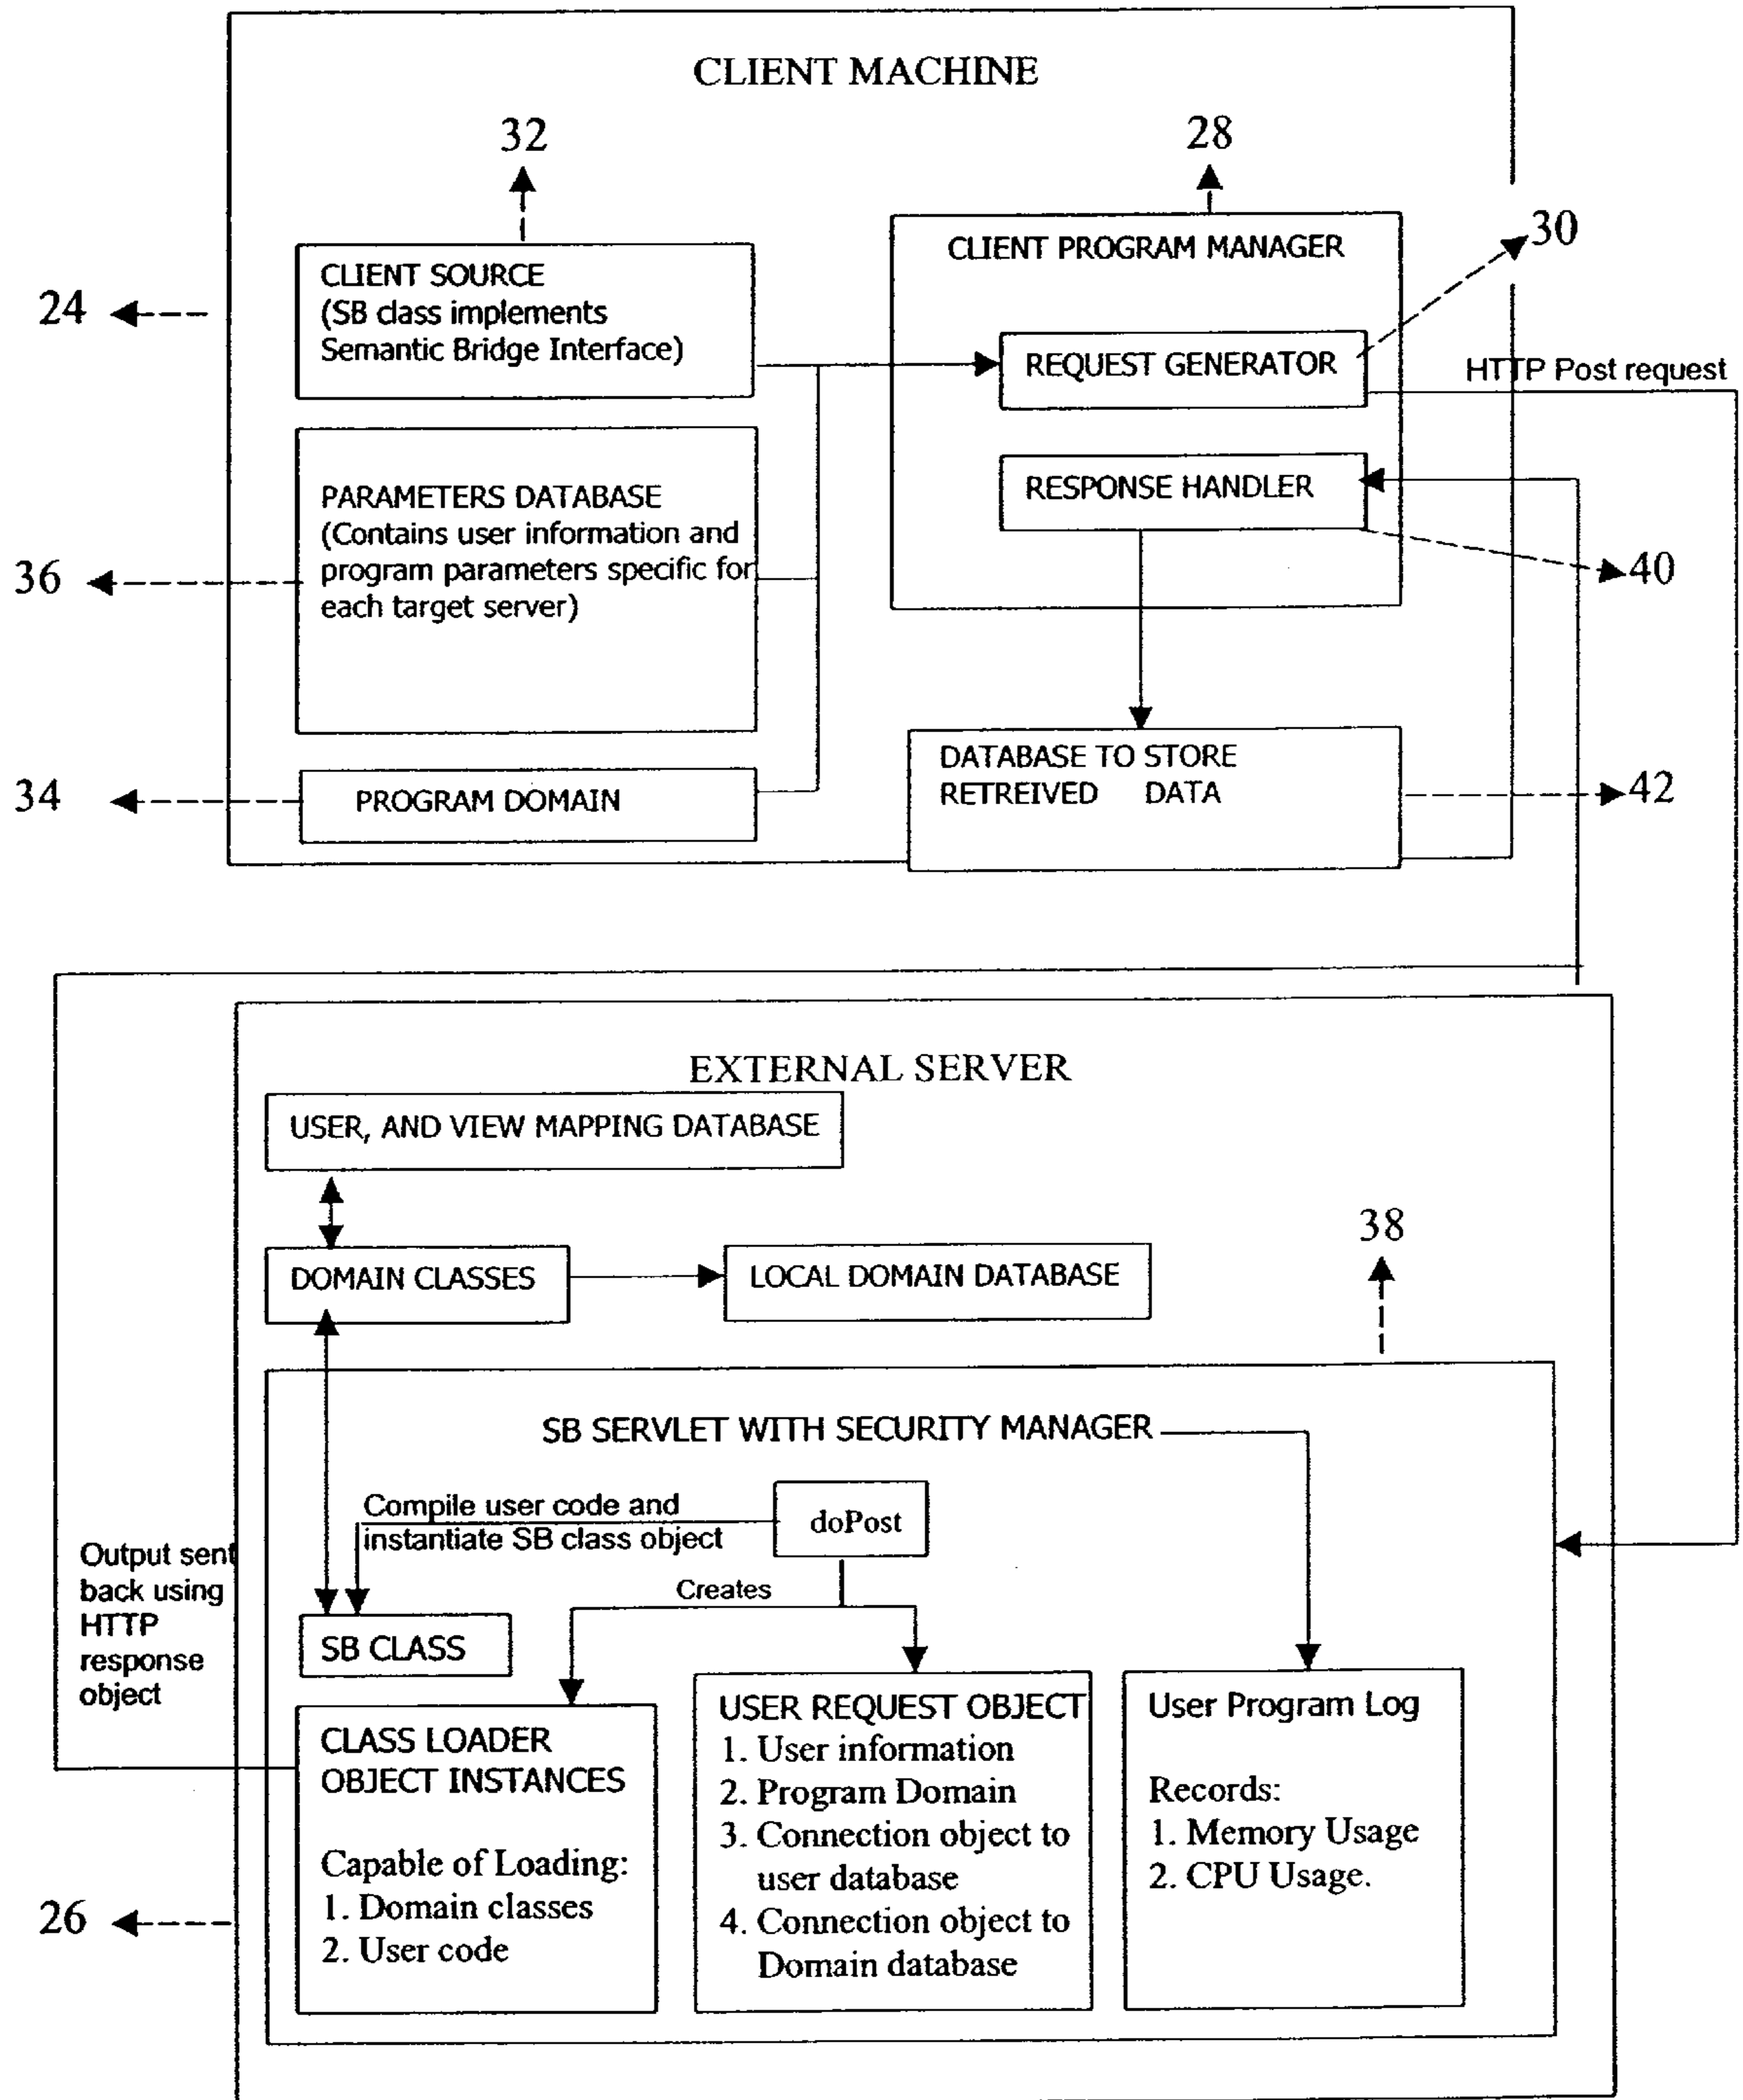 CLIENT MACHINE
32
28
30
24
CLIENT SOURCE
(SB class implements
Semantic Bridge Interface)
CLIENT PROGRAM MANAGER
REQUEST GENERATOR
HTTP Post request
RESPONSE HANDLER
40
36
PARAMETERS DATABASE
(Contains user information and
program parameters specific for
each target server)
34
PROGRAM DOMAIN
DATABASE TO STORE
RETREIVED DATA
42
EXTERNAL SERVER
USER, AND VIEW MAPPING DATABASE
38
DOMAIN CLASSES
LOCAL DOMAIN DATABASE
SB SERVLET WITH SECURITY MANAGER
Compile user code and
instantiate SB class object
doPost
Creates
Output sent
back using
HTTP
response
object
SB CLASS
CLASS LOADER
OBJECT INSTANCES
Capable of Loading:
1. Domain classes
2. User code
USER REQUEST OBJECT
1. User information
2. Program Domain
3. Connection object to
user database
4. Connection object to
Domain database
User Program Log
Records:
1. Memory Usage
2. CPU Usage.
26